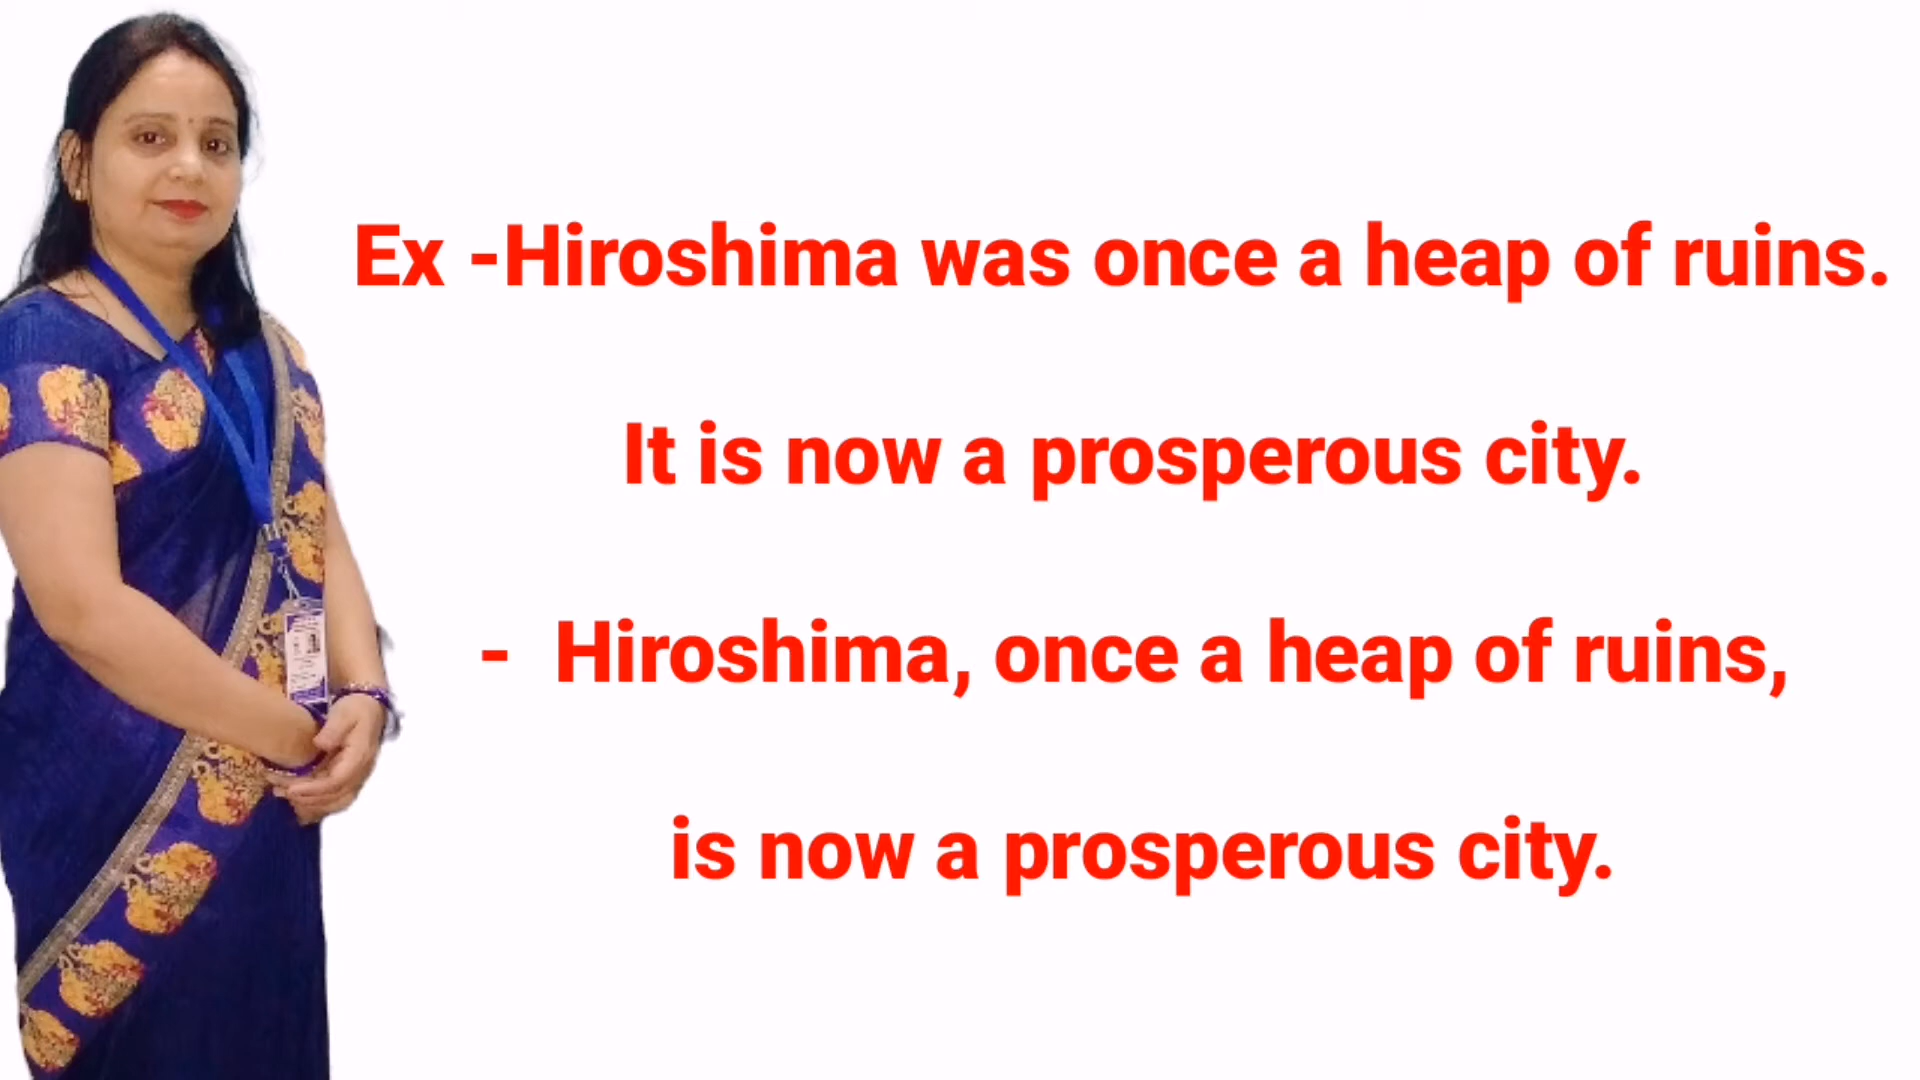 Ex -Hiroshima was once a heap of ruins.
It is now a prosperous city.
- Hiroshima, once a heap of ruins,
is now a prosperous city.